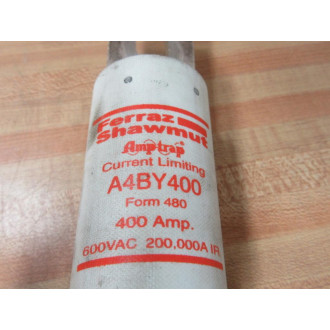 Ferraz
Shawmut
Amptrap
Current Limiting
A4BY400
Form 480
400 Amp.
600VAC 200,000A IR